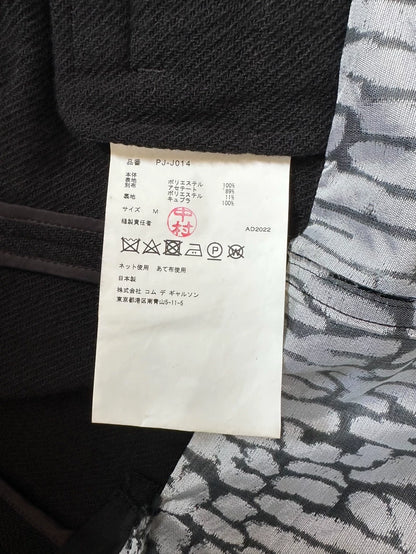 品番 PJ-J014
本体
表地 ポリエステル 100%
別布 アセテート 89%
ポリエステル 11%
裏地 キュプラ 100%
サイズ M
中村
縫製責任者 AD2022
P W
ネット使用 あて布使用
日本製
株式会社 コム デ ギャルソン
東京都港区南青山5-11-5